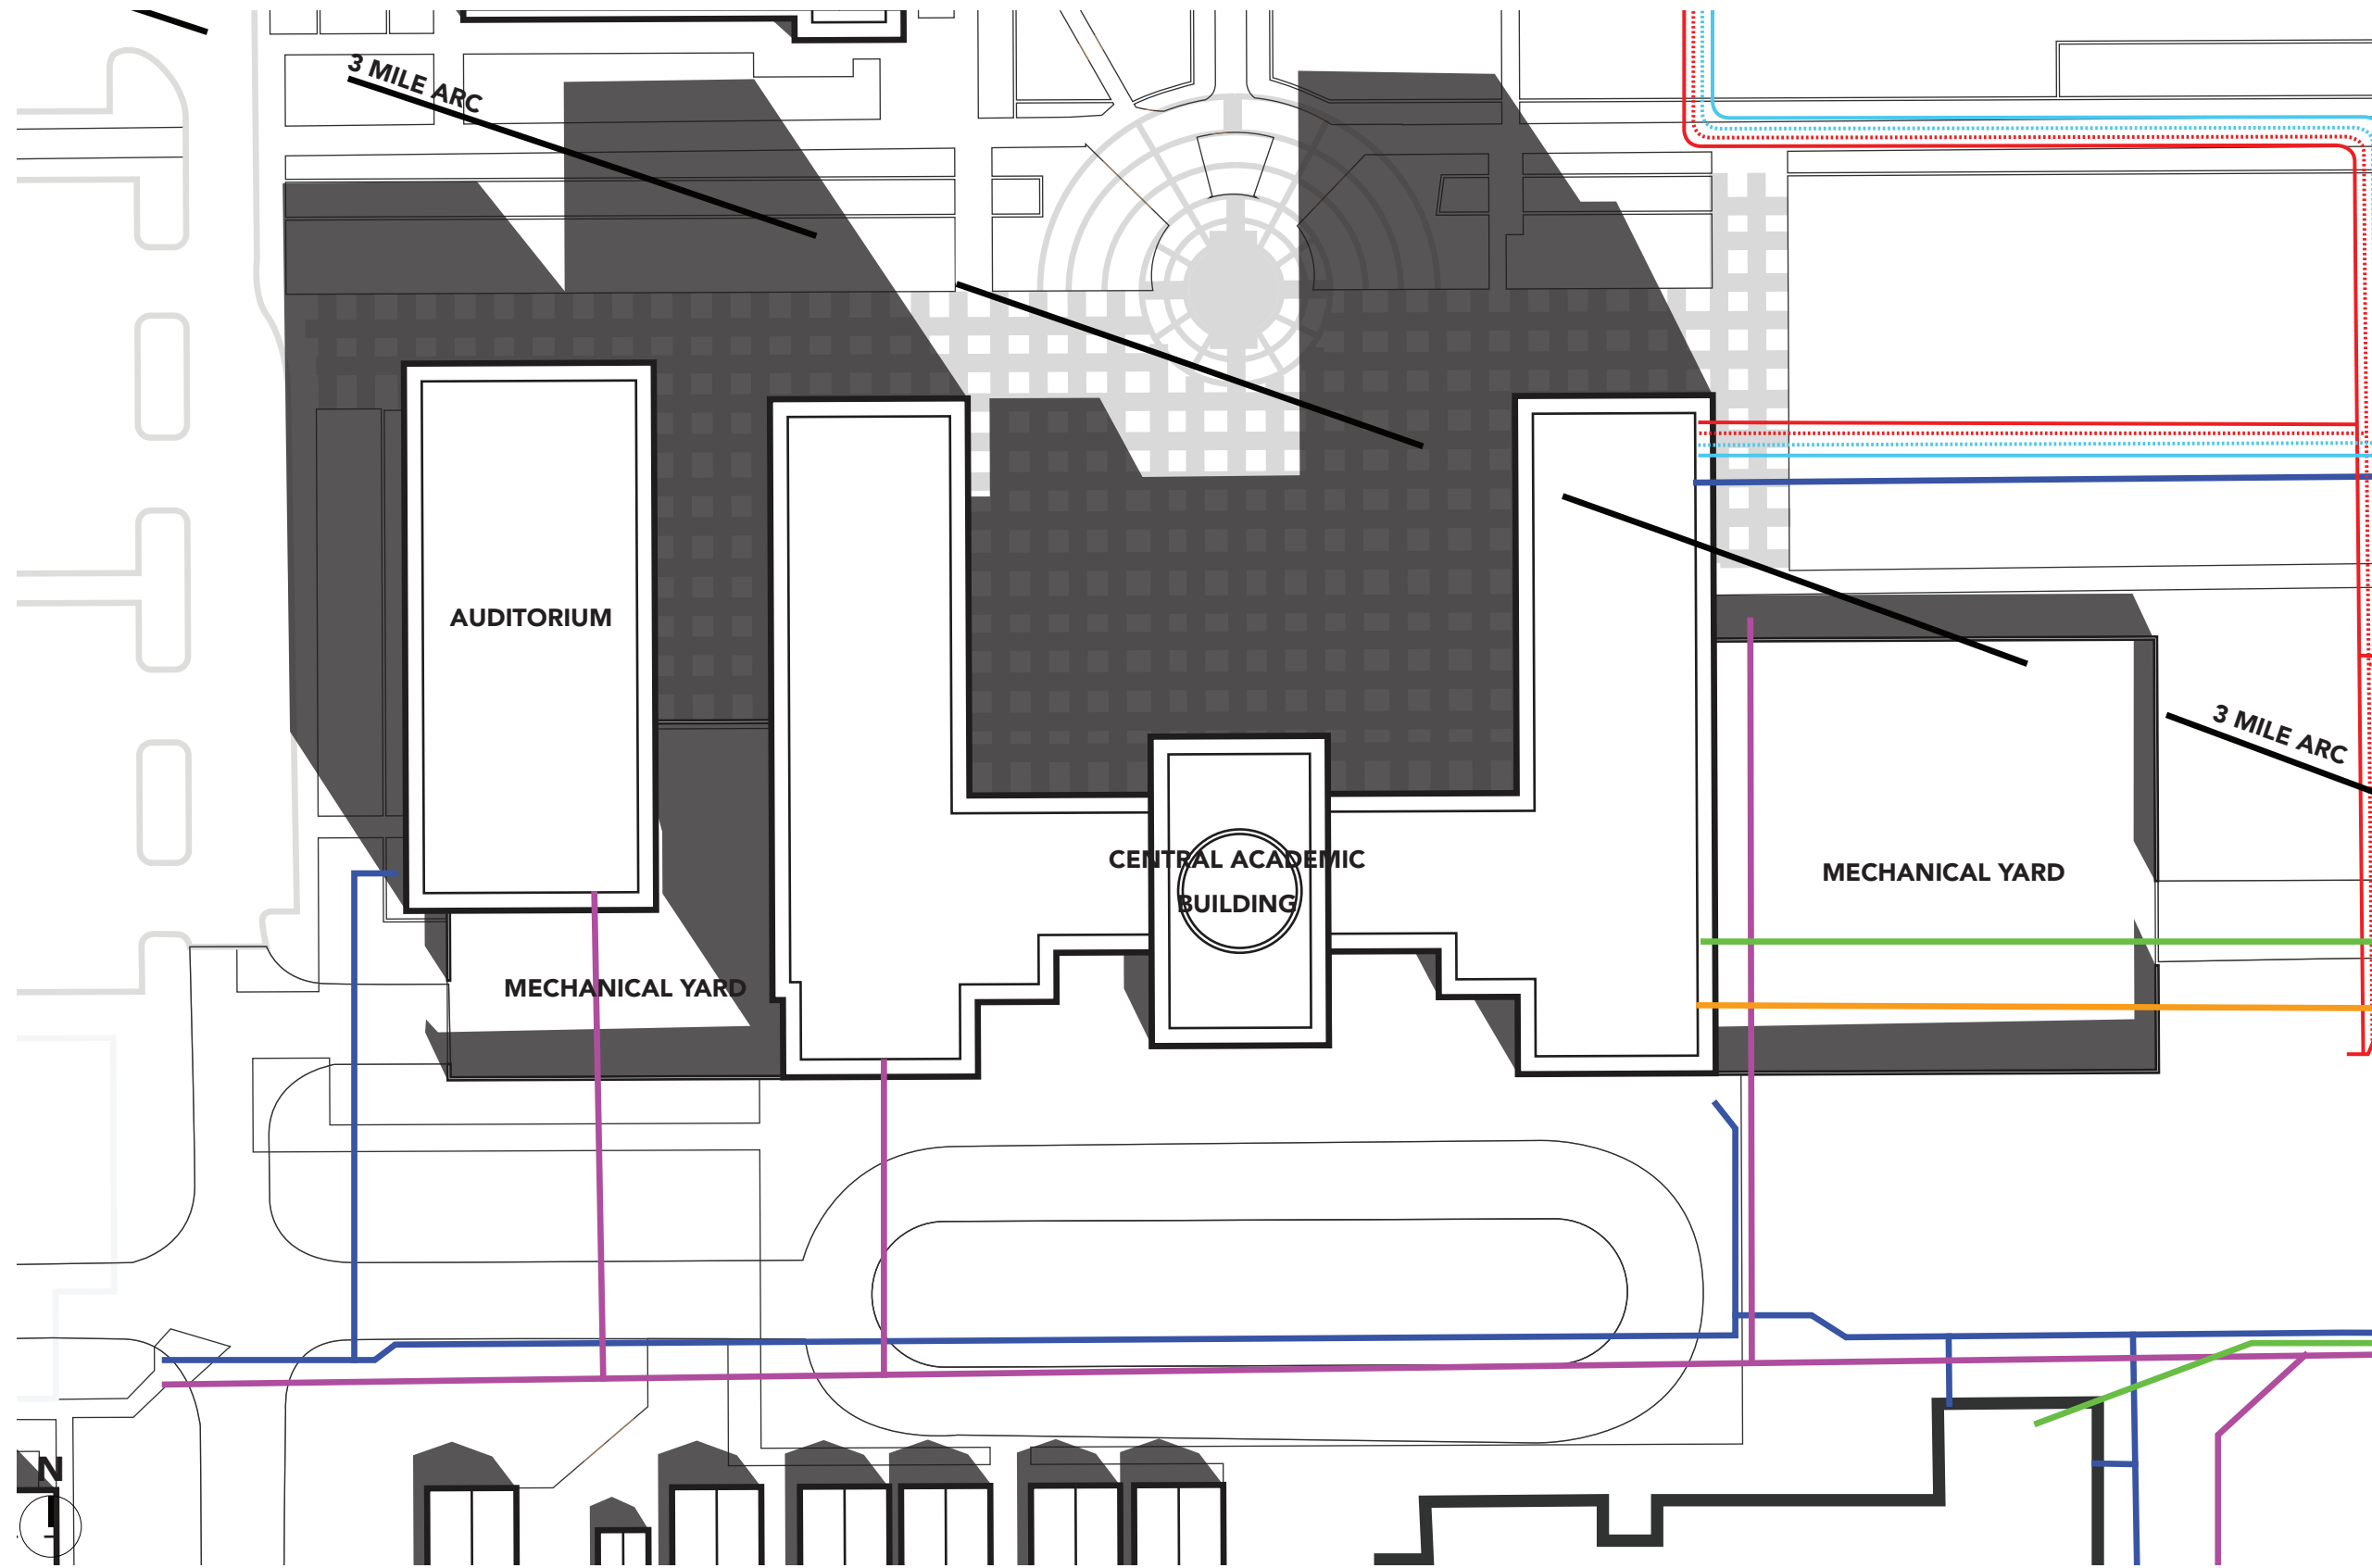 3 MILE ARC
AUDITORIUM
3 MILE ARC
CENTRAL ACADEMIC
BUILDING
MECHANICAL YARD
MECHANICAL YARD
N